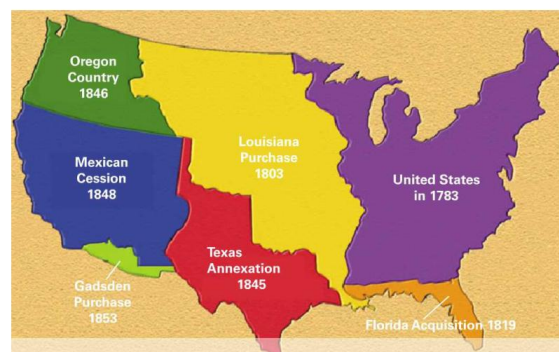 Oregon
Country
1846
Louisiana
Purchase
1803
Mexican
Cession
1848
United States
in 1783
Texas
Annexation
1845
Gadsden
Purchase
1853
Florida Acquisition 1819